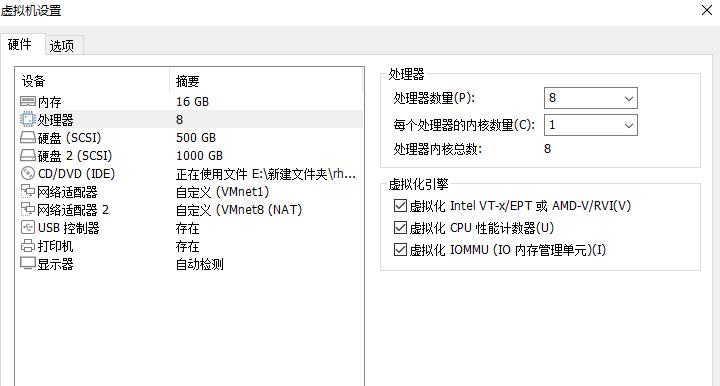 虚拟机设置
硬件 选项
设备 摘要
内存 16 GB
处理器 8
硬盘 (SCSI) 500 GB
硬盘 2 (SCSI) 1000 GB
CD/DVD (IDE) 正在使用文件 E:\新建文件夹\rh...
网络适配器 自定义 (VMnet1)
网络适配器 2 自定义 (VMnet8 (NAT)
USB 控制器 存在
打印机 存在
显示器 自动检测
处理器
处理器数量(P): 8
每个处理器的内核数量(C): 1
处理器内核总数: 8
虚拟化引擎
虚拟化 Intel VT-x/EPT 或 AMD-V/RVI(V)
虚拟化 CPU 性能计数器(U)
虚拟化 IOMMU (IO 内存管理单元)(I)